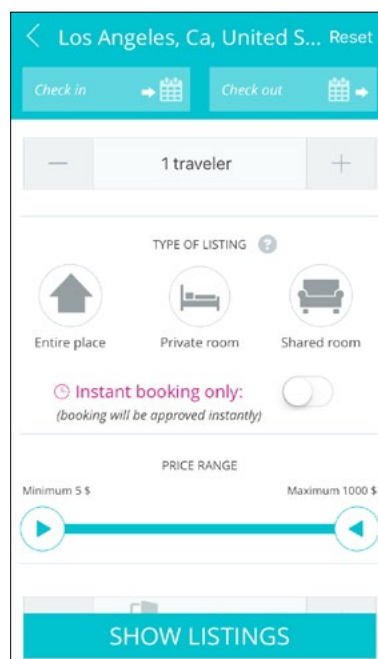 Los Angeles, Ca, United S... Reset
Check in
Check out
1 traveler
TYPE OF LISTING ?
Entire place
Private room
Shared room
Instant booking only:
(booking will be approved instantly)
PRICE RANGE
Minimum 5 $
Maximum 1000 $
SHOW LISTINGS